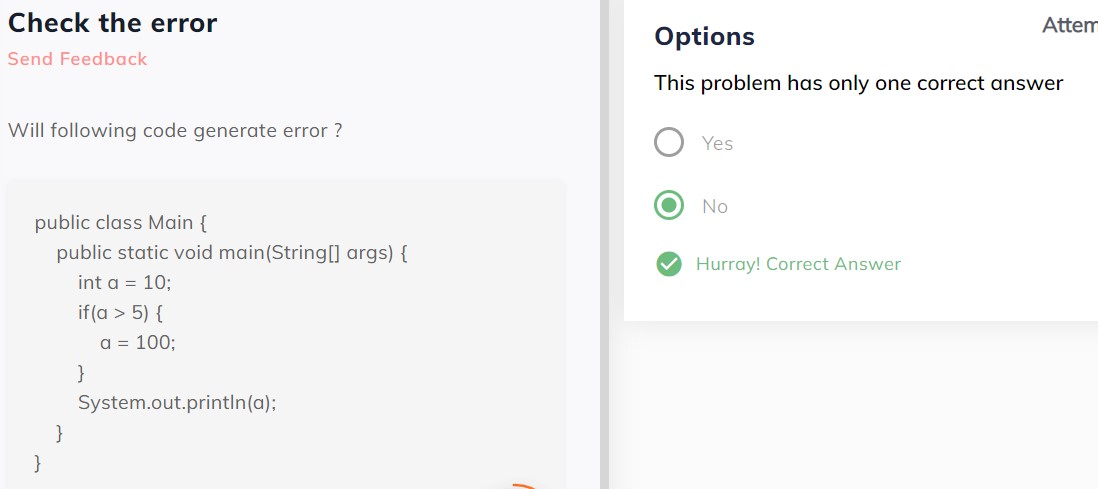 Check the error
Send Feedback
Will following code generate error ?
public class Main {
public static void main(String[] args) {
int a = 10;
if(a > 5) {
a = 100;
}
System.out.println(a);
}
}
Attem
Options
This problem has only one correct answer
Yes
No
Hurray! Correct Answer